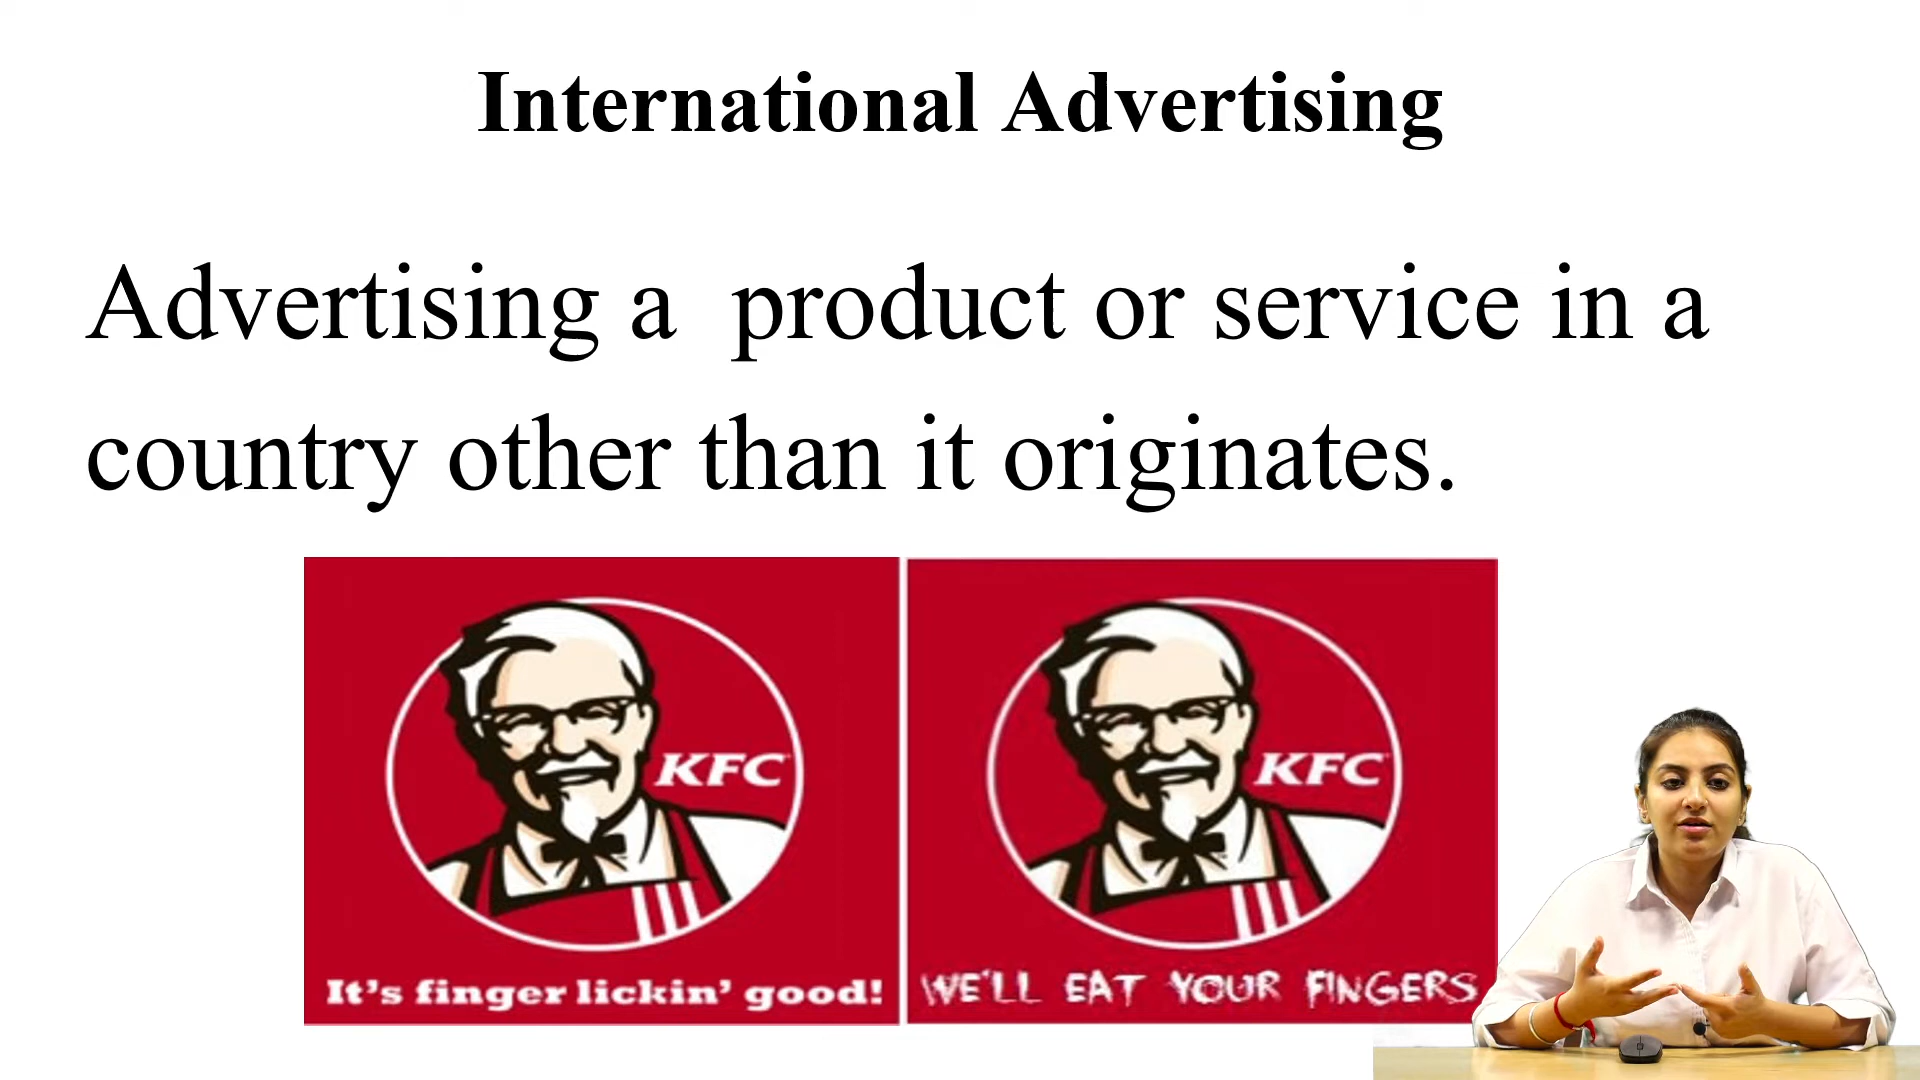 International Advertising
Advertising a  product or service in a
country other than it originates.
KFC
It's finger lickin' good!
KFC
WE'LL EAT YOUR FINGERS